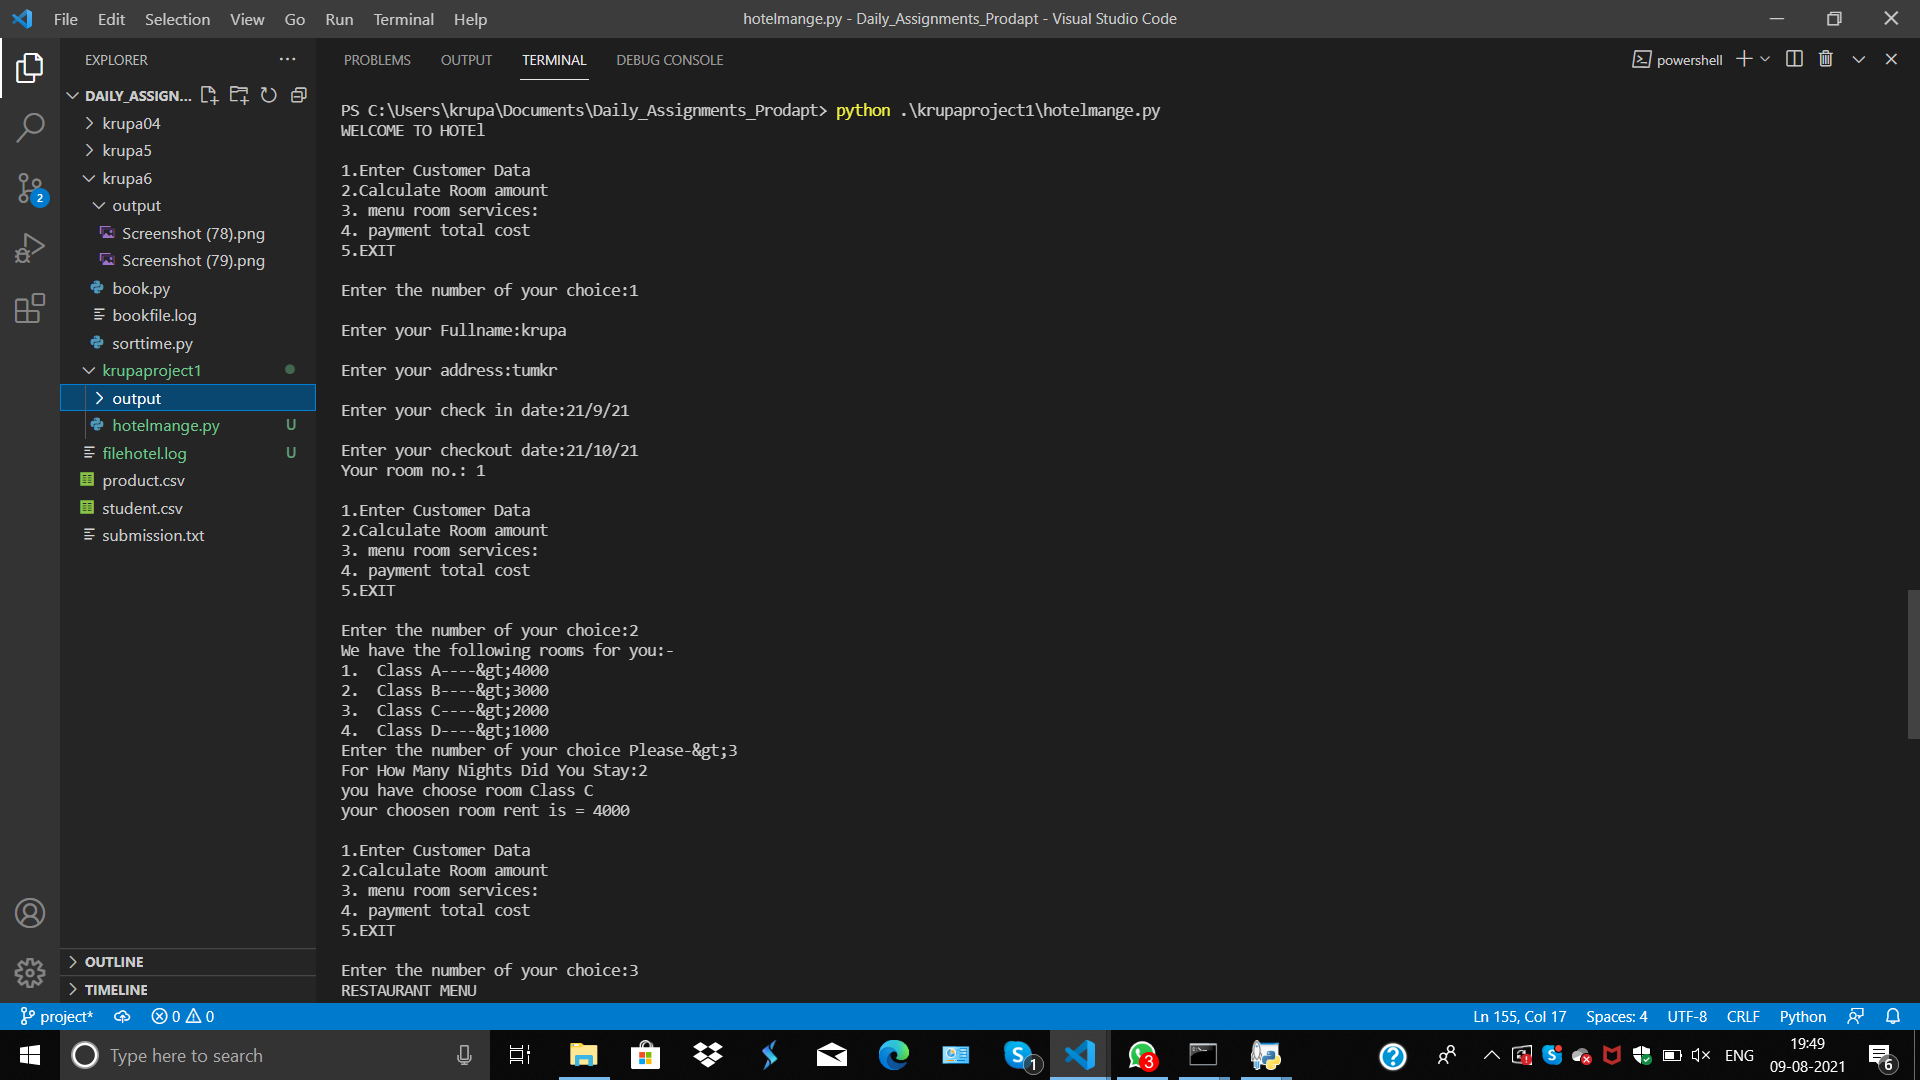 File Edit Selection View Go Run Terminal Help
hotelmange.py - Daily_Assignments_Prodapt - Visual Studio Code
EXPLORER
DAILY_ASSIGN...
krupa04
krupa5
krupa6
output
Screenshot (78).png
Screenshot (79).png
book.py
bookfile.log
sorttime.py
krupaproject1
output
hotelmange.py U
filehotel.log U
product.csv
student.csv
submission.txt
OUTLINE
TIMELINE
PROBLEMS OUTPUT TERMINAL DEBUG CONSOLE
powershell
PS C:\Users\krupa\Documents\Daily_Assignments_Prodapt> python .\krupaproject1\hotelmange.py
WELCOME TO HOTEl
1.Enter Customer Data
2.Calculate Room amount
3. menu room services:
4. payment total cost
5.EXIT
Enter the number of your choice:1
Enter your Fullname:krupa
Enter your address:tumkr
Enter your check in date:21/9/21
Enter your checkout date:21/10/21
Your room no.: 1
1.Enter Customer Data
2.Calculate Room amount
3. menu room services:
4. payment total cost
5.EXIT
Enter the number of your choice:2
We have the following rooms for you:-
1.  Class A----&gt;4000
2.  Class B----&gt;3000
3.  Class C----&gt;2000
4.  Class D----&gt;1000
Enter the number of your choice Please-&gt;3
For How Many Nights Did You Stay:2
you have choose room Class C
your choosen room rent is = 4000
1.Enter Customer Data
2.Calculate Room amount
3. menu room services:
4. payment total cost
5.EXIT
Enter the number of your choice:3
RESTAURANT MENU
2
project* 0 0
Ln 155, Col 17 Spaces: 4 UTF-8 CRLF Python
Type here to search
1
3
ENG
19:49
09-08-2021
6